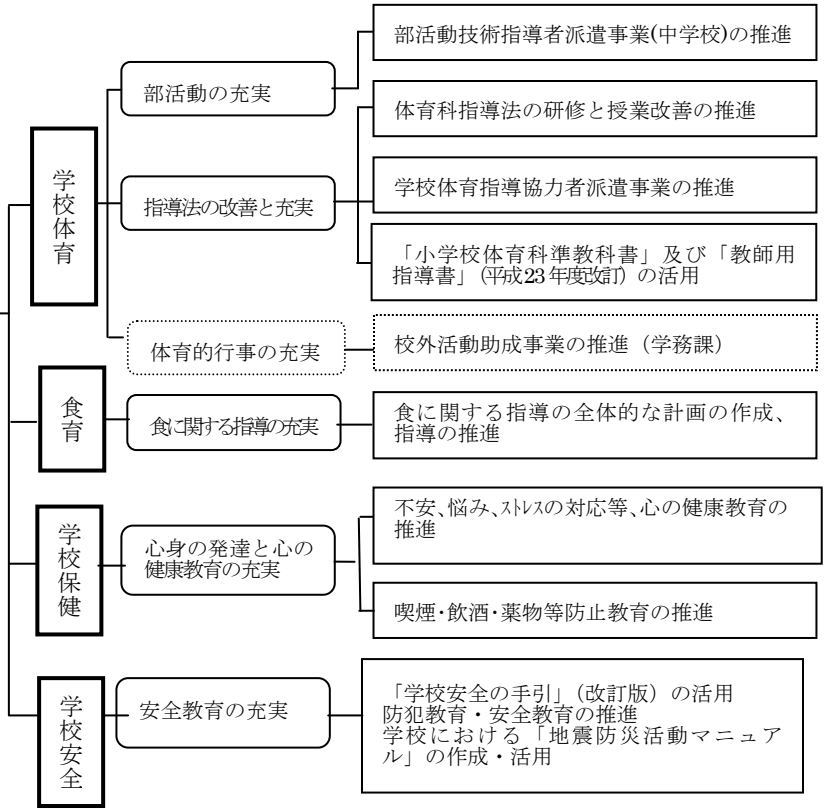 学校体育
部活動の充実
部活動技術指導者派遣事業(中学校)の推進
指導法の改善と充実
体育科指導法の研修と授業改善の推進
学校体育指導協力者派遣事業の推進
「小学校体育科準教科書」及び「教師用
指導書」(平成23年度改訂)の活用
体育的行事の充実
校外活動助成事業の推進（学務課）
食育
食に関する指導の充実
食に関する指導の全体的な計画の作成、
指導の推進
学校保健
心身の発達と心の
健康教育の充実
不安、悩み、ｽﾄﾚｽの対応等、心の健康教育の
推進
喫煙・飲酒・薬物等防止教育の推進
学校安全
安全教育の充実
「学校安全の手引」（改訂版）の活用
防犯教育・安全教育の推進
学校における「地震防災活動マニュア
ル」の作成・活用